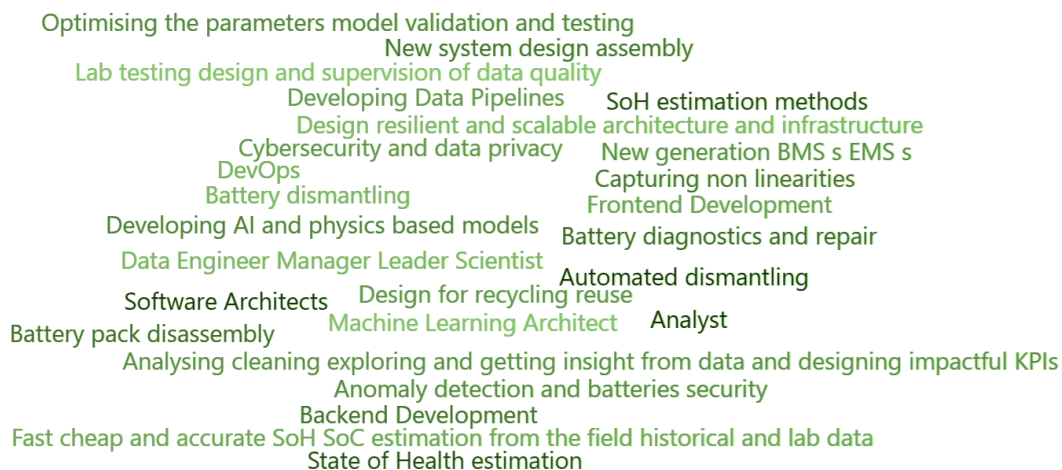 Optimising the parameters model validation and testing
New system design assembly
Lab testing design and supervision of data quality
Developing Data Pipelines
SoH estimation methods
Design resilient and scalable architecture and infrastructure
Cybersecurity and data privacy
New generation BMS s EMS s
DevOps
Capturing non linearities
Battery dismantling
Frontend Development
Developing AI and physics based models
Battery diagnostics and repair
Data Engineer Manager Leader Scientist
Automated dismantling
Software Architects
Design for recycling reuse
Machine Learning Architect
Analyst
Battery pack disassembly
Analysing cleaning exploring and getting insight from data and designing impactful KPIs
Anomaly detection and batteries security
Backend Development
Fast cheap and accurate SoH SoC estimation from the field historical and lab data
State of Health estimation